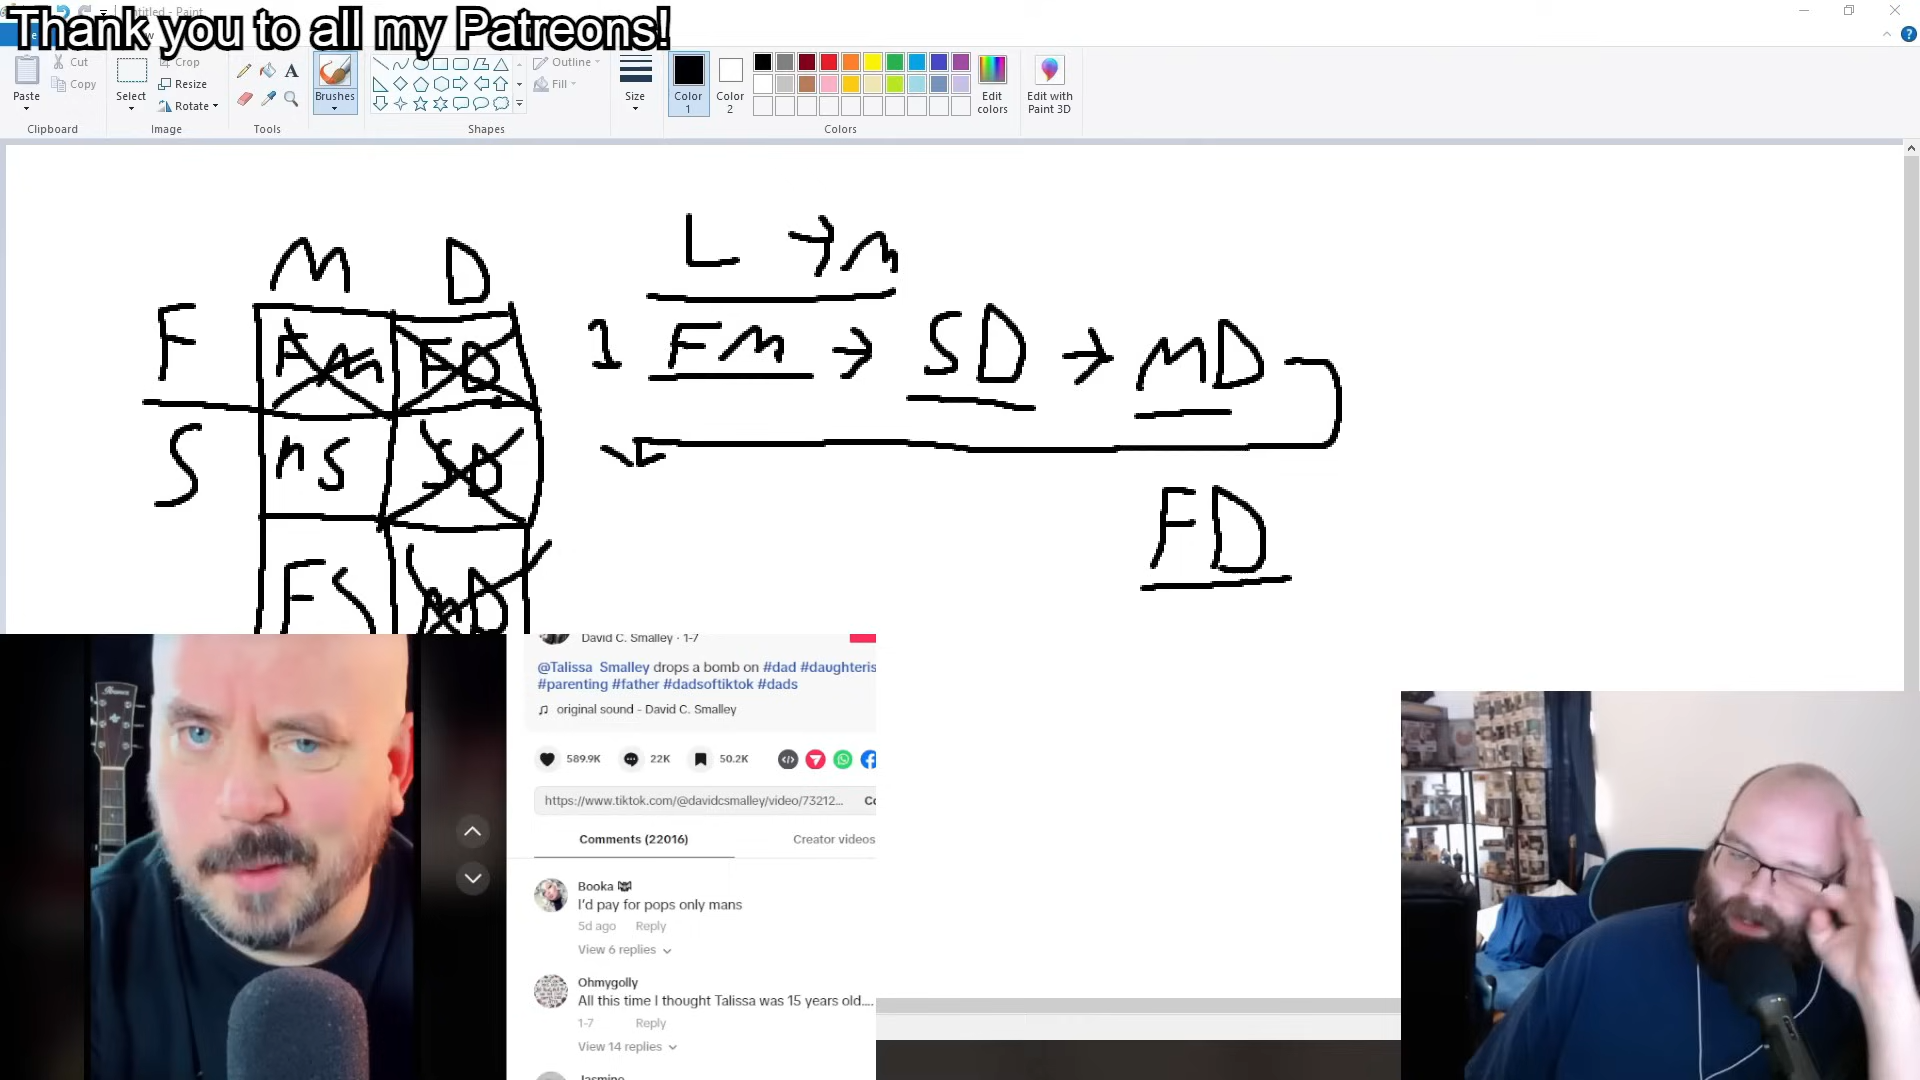 Thank you to all my Patreons!
Untitled - Paint
Cut
Copy
Paste
Clipboard
Crop
Resize
Rotate
Select
Image
Tools
Brushes
Outline
Fill
Shapes
Size
Color 1
Color 2
Edit colors
Colors
Edit with Paint 3D
M D
F FM FD
S MS SD
FS MD
L → M
1 FM → SD → MD
FD
David C. Smalley · 1-7
@Talissa Smalley drops a bomb on #dad #daughteris
#parenting #father #dadsoftiktok #dads
original sound - David C. Smalley
589.9K 22K 50.2K
https://www.tiktok.com/@davidcsmalley/video/73212... Co
Comments (22016) Creator videos
Booka
I'd pay for pops only mans
5d ago Reply
View 6 replies
Ohmygolly
All this time I thought Talissa was 15 years old....
1-7 Reply
View 14 replies
Jasmine